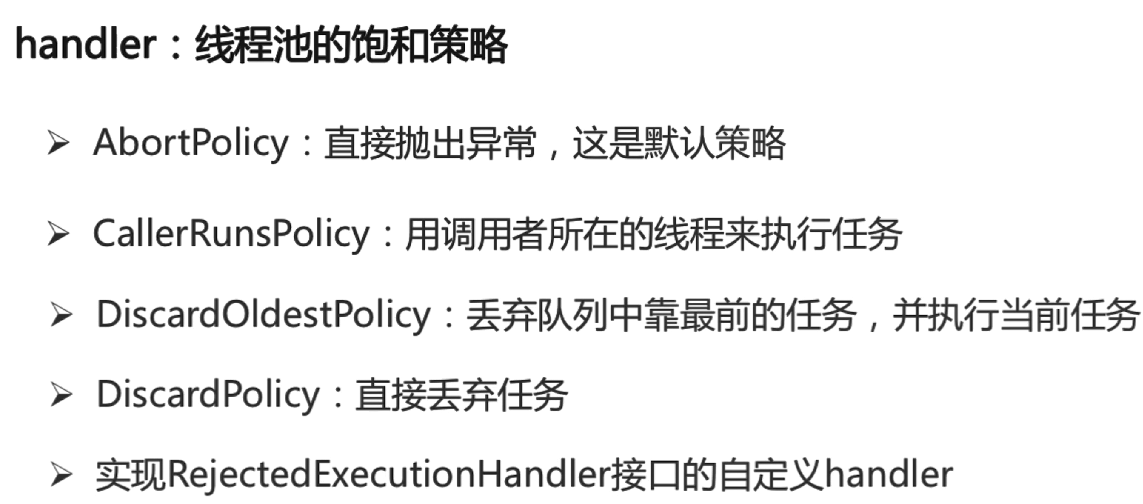 handler：线程池的饱和策略
➢ AbortPolicy：直接抛出异常，这是默认策略
➢ CallerRunsPolicy：用调用者所在的线程来执行任务
➢ DiscardOldestPolicy：丢弃队列中靠最前的任务，并执行当前任务
➢ DiscardPolicy：直接丢弃任务
➢ 实现RejectedExecutionHandler接口的自定义handler